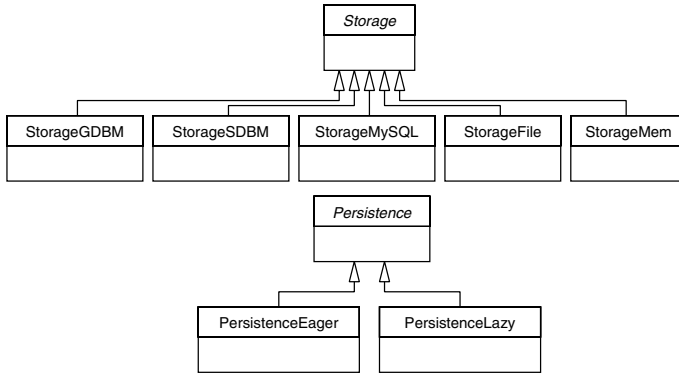 Storage
StorageGDBM StorageSDBM StorageMySQL StorageFile StorageMem
Persistence
PersistenceEager PersistenceLazy